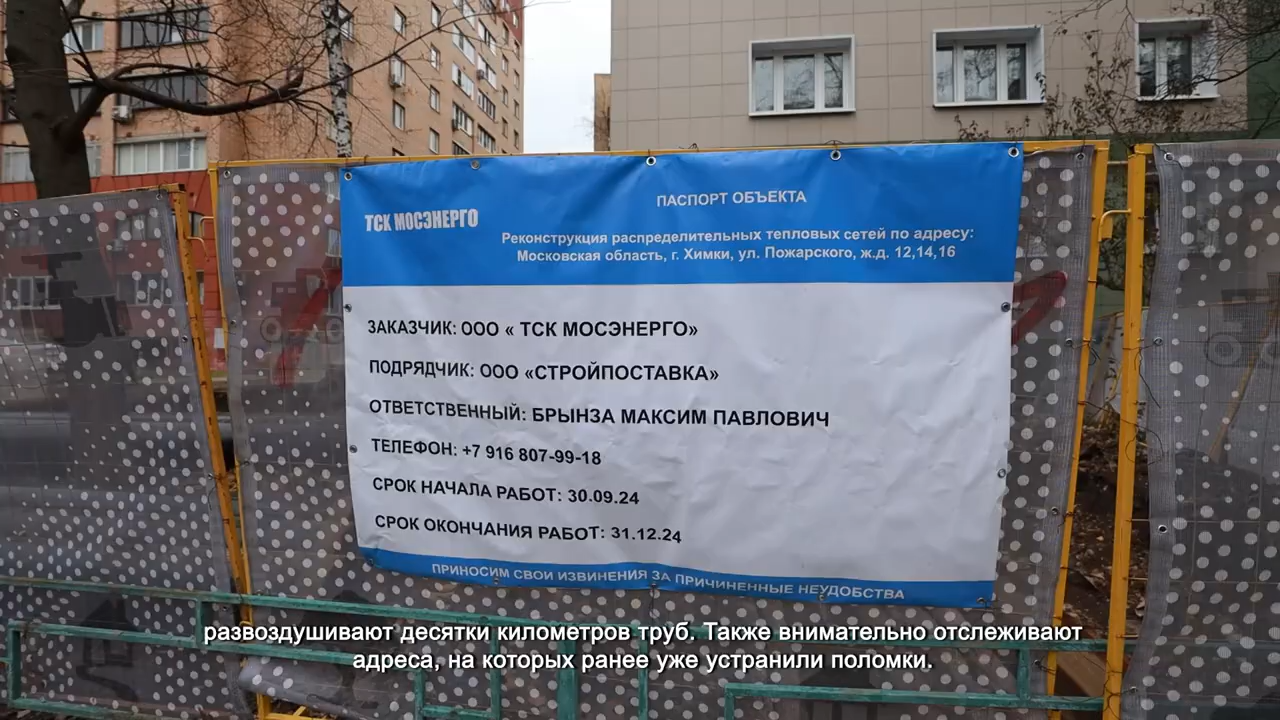 ПАСПОРТ ОБЪЕКТА
ТСК МОСЭНЕРГО
Реконструкция распределительных тепловых сетей по адресу:
Московская область, г. Химки, ул. Пожарского, ж.д. 12,14,16
ЗАКАЗЧИК: ООО « ТСК МОСЭНЕРГО»
ПОДРЯДЧИК: ООО «СТРОЙПОСТАВКА»
ОТВЕТСТВЕННЫЙ: БРЫНЗА МАКСИМ ПАВЛОВИЧ
ТЕЛЕФОН: +7 916 807-99-18
СРОК НАЧАЛА РАБОТ: 30.09.24
СРОК ОКОНЧАНИЯ РАБОТ: 31.12.24
ПРИНОСИМ СВОИ ИЗВИНЕНИЯ ЗА ПРИЧИНЕННЫЕ НЕУДОБСТВА
развоздушивают десятки километров труб. Также внимательно отслеживают
адреса, на которых ранее уже устранили поломки.